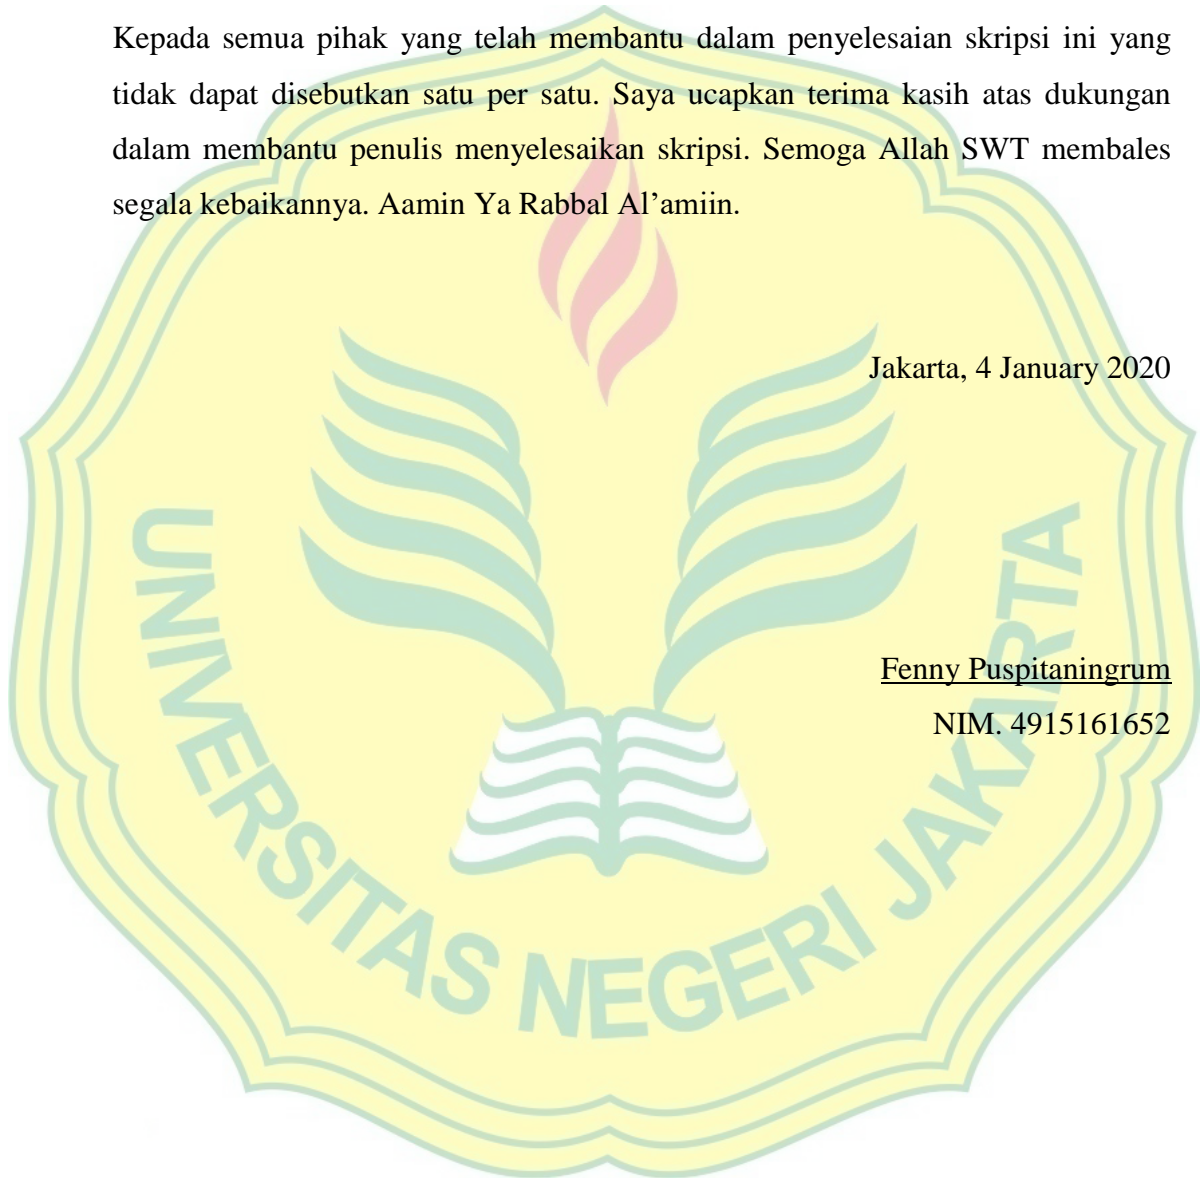 Kepada semua pihak yang telah membantu dalam penyelesaian skripsi ini yang
tidak dapat disebutkan satu per satu. Saya ucapkan terima kasih atas dukungan
dalam membantu penulis menyelesaikan skripsi. Semoga Allah SWT membales
segala kebaikannya. Aamin Ya Rabbal Al’amiin.
Jakarta, 4 January 2020
Fenny Puspitaningrum
NIM. 4915161652
UNIVERSITAS NEGERI JAKARTA